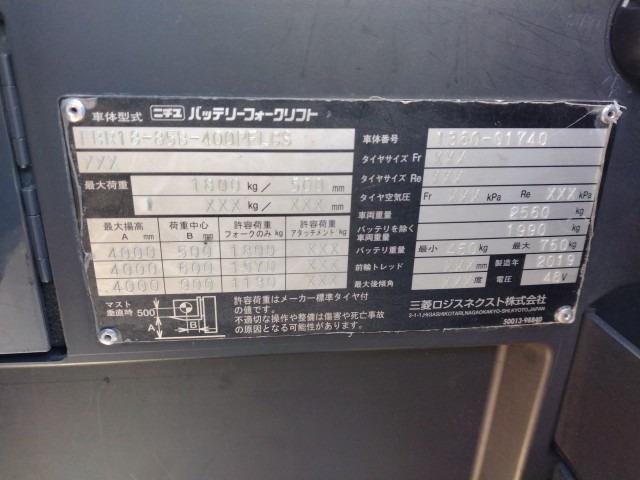 車体型式 ニチユ バッテリーフォークリフト
XXX
最大荷重 1800 kg / 500 mm
XXX kg / XXX mm
最大揚高 A mm 荷重中心 B mm 許容荷重 フォークのみ kg 許容荷重 アタッチメント kg
4000 500 1800 XXX
4000 600 XXX
4000 900 1130 XXX
マスト垂直時 500
A B
許容荷重はメーカー標準タイヤ付
の値です。
不適切な操作や整備は傷害や死亡事故
の原因となる可能性があります。
車体番号
タイヤサイズ Fr XXX
タイヤサイズ Re XXX
タイヤ空気圧 Fr XXX kPa Re XXX kPa
車両重量 2560 kg
バッテリを除く車両重量 1990 kg
バッテリ重量 最小 kg 最大 750 kg
前輪トレッド mm 製造年 2019
最大後傾角 度 電圧 48V
三菱ロジスネクスト株式会社
2-1-1,HIGASHIKOTARI,NAGAOKAKYO-SHI,KYOTO,JAPAN